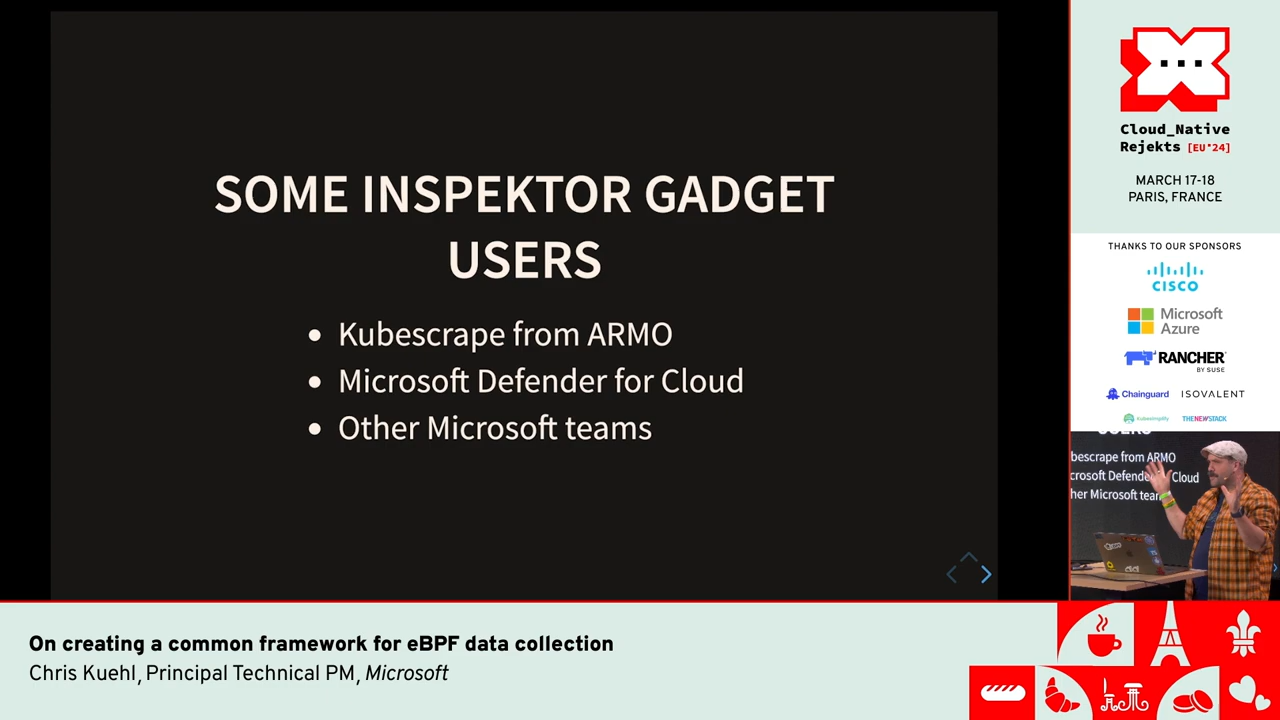 SOME INSPEKTOR GADGET
USERS
Kubescrape from ARMO
Microsoft Defender for Cloud
Other Microsoft teams
Cloud_Native
Rejekts [EU'24]
MARCH 17-18
PARIS, FRANCE
THANKS TO OUR SPONSORS
CISCO
Microsoft
Azure
RANCHER
BY SUSE
Chainguard
ISOVALENT
kubesimplify
THENEWSTACK
USERS
bescrape from ARMO
crosoft Defender Cloud
her Microsoft team
On creating a common framework for eBPF data collection
Chris Kuehl, Principal Technical PM, Microsoft